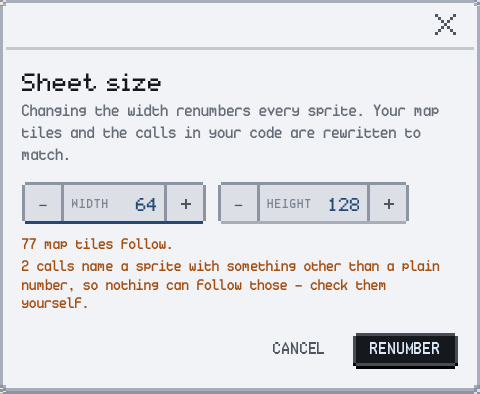 Sheet size
Changing the width renumbers every sprite. Your map
tiles and the calls in your code are rewritten to
match.
- WIDTH 64 + - HEIGHT 128 +
77 map tiles follow.
2 calls name a sprite with something other than a plain
number, so nothing can follow those – check them
yourself.
CANCEL RENUMBER